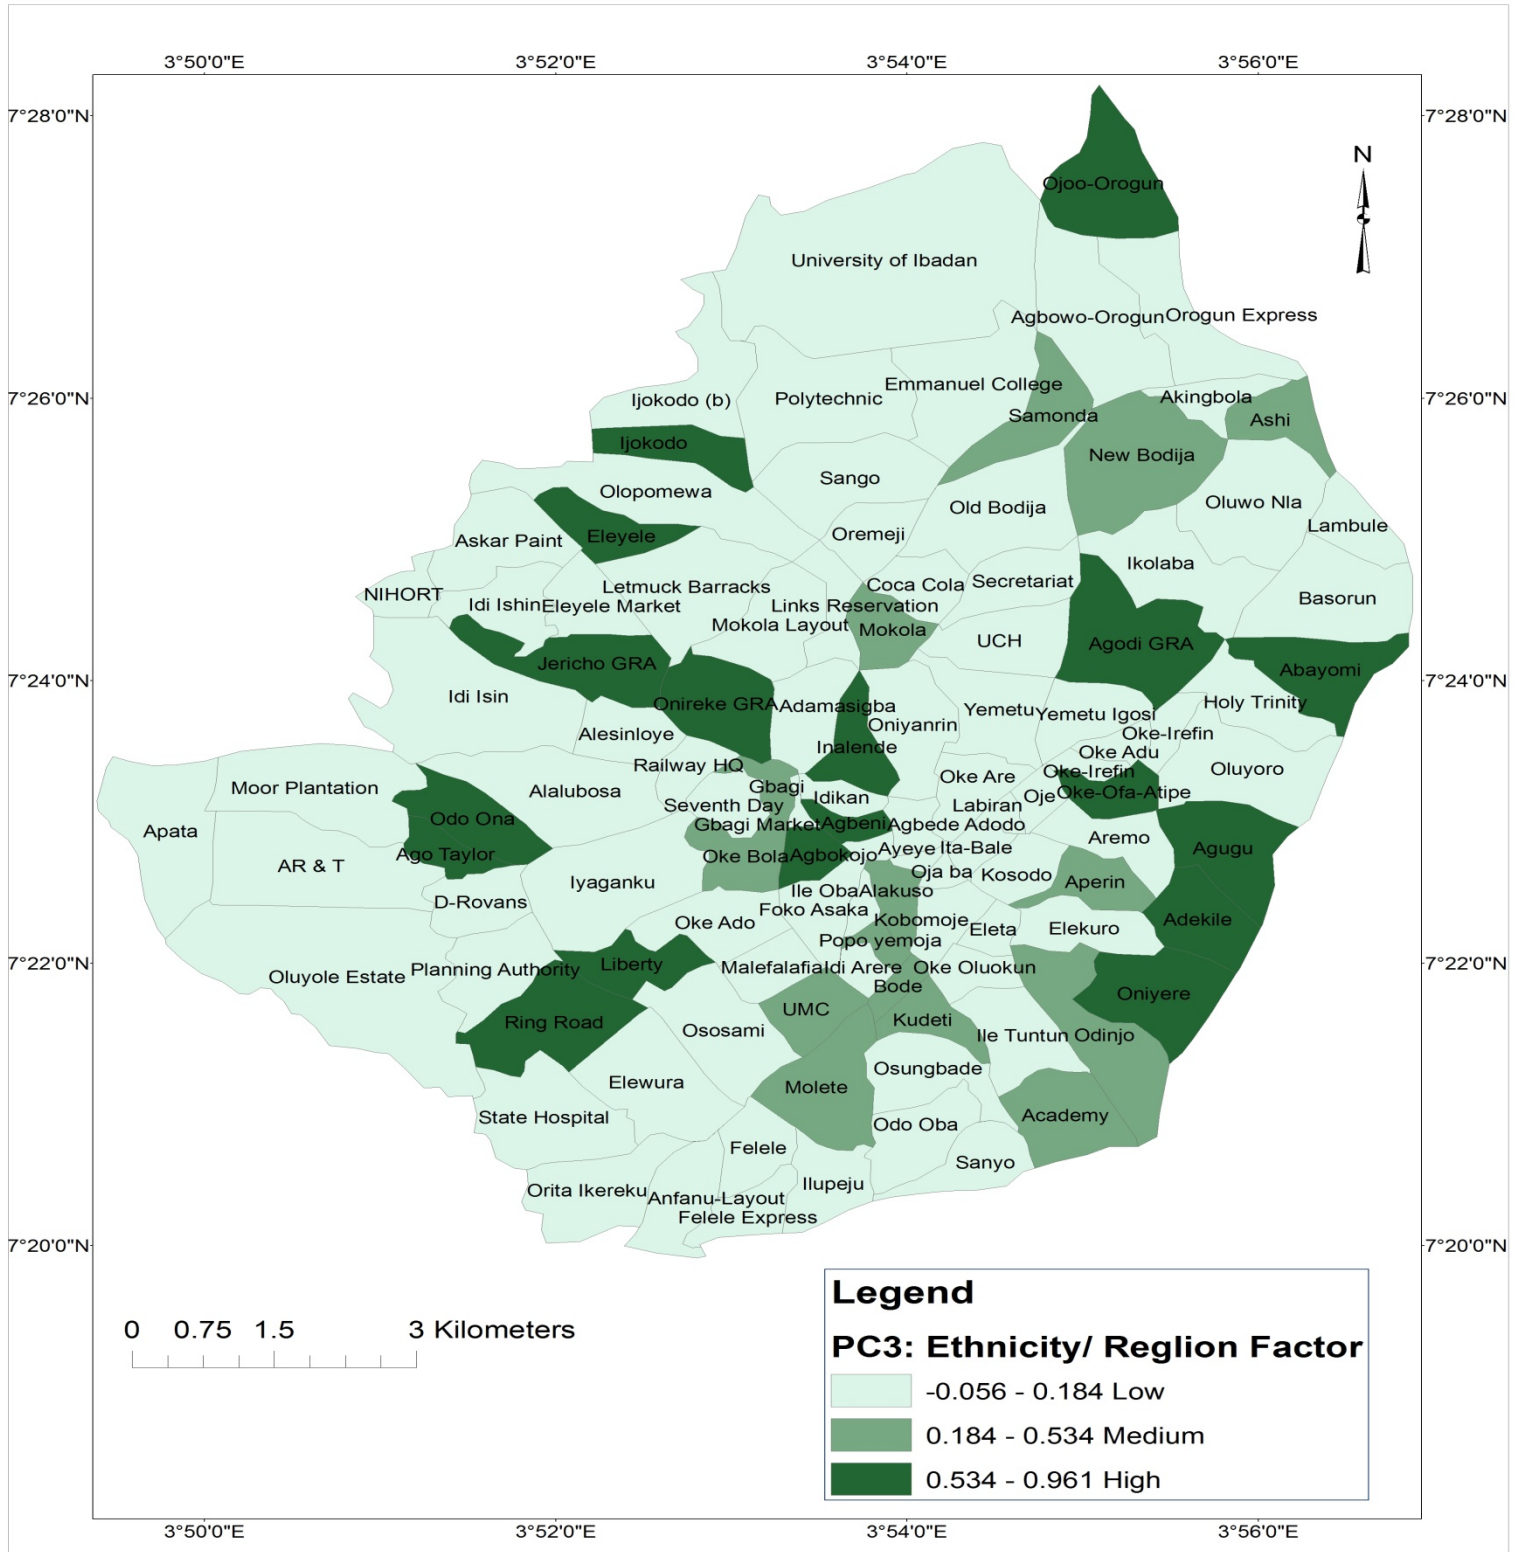 3°50'0"E 3°52'0"E 3°54'0"E 3°56'0"E
7°28'0"N 7°28'0"N
N
Ojoo-Orogun
University of Ibadan
Agbowo-Orogun Orogun Express
7°26'0"N 7°26'0"N
Emmanuel College
Ijokodo (b) Polytechnic Akingbola
Samonda Ashi
Ijokodo
New Bodija
Sango
Olopomewa Oluwo Nla
Old Bodija
Lambule
Eleyele Oremeji
Askar Paint
Ikolaba
Letmuck Barracks Coca Cola Secretariat
NIHORT Basorun
Idi Ishin Eleyele Market Links Reservation
Mokola Layout Mokola
UCH Agodi GRA
Jericho GRA Abayomi
7°24'0"N 7°24'0"N
Idi Isin Onireke GRA Adamasigba Holy Trinity
Yemetu Yemetu Igosi
Oniyanrin
Alesinloye Oke-Irefin
Inalende Oke Adu
Railway HQ Oke-Irefin Oluyoro
Oke Are
Moor Plantation Alalubosa Gbagi Oke-Ofa-Atipe
Idikan Oje
Seventh Day Labiran
Odo Ona Gbagi Market Agbeni Agbede Adodo
Apata Aremo
Ago Taylor Oke Bola Agbokojo Ayeye Ita-Bale Agugu
AR & T Oja ba Kosodo
Iyaganku Aperin
Ile Oba Alakuso
D-Rovans Foko Asaka
Oke Ado Kobomoje Adekile
Eleta Elekuro
Popo yemoja
7°22'0"N 7°22'0"N
Oluyole Estate Planning Authority Liberty Malefalafia Idi Arere Oke Oluokun
Bode Oniyere
UMC
Ring Road Ososami Kudeti
Ile Tuntun Odinjo
Osungbade
Elewura Molete
State Hospital Odo Oba Academy
Felele
Sanyo
Orita Ikereku Ilupeju
Anfanu-Layout
Felele Express
7°20'0"N 7°20'0"N
Legend
0 0.75 1.5 3 Kilometers
PC3: Ethnicity/ Reglion Factor
-0.056 - 0.184 Low
0.184 - 0.534 Medium
0.534 - 0.961 High
3°50'0"E 3°52'0"E 3°54'0"E 3°56'0"E